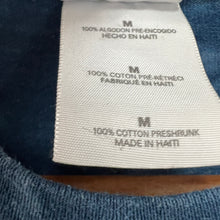 M
100% ALGODON PRE-ENCOGIDO
HECHO EN HAITI
M
100% COTON PRÉ-RÉTRÉCI
FABRIQUÉ EN HAITI
M
100% COTTON PRESHRUNK
MADE IN HAITI